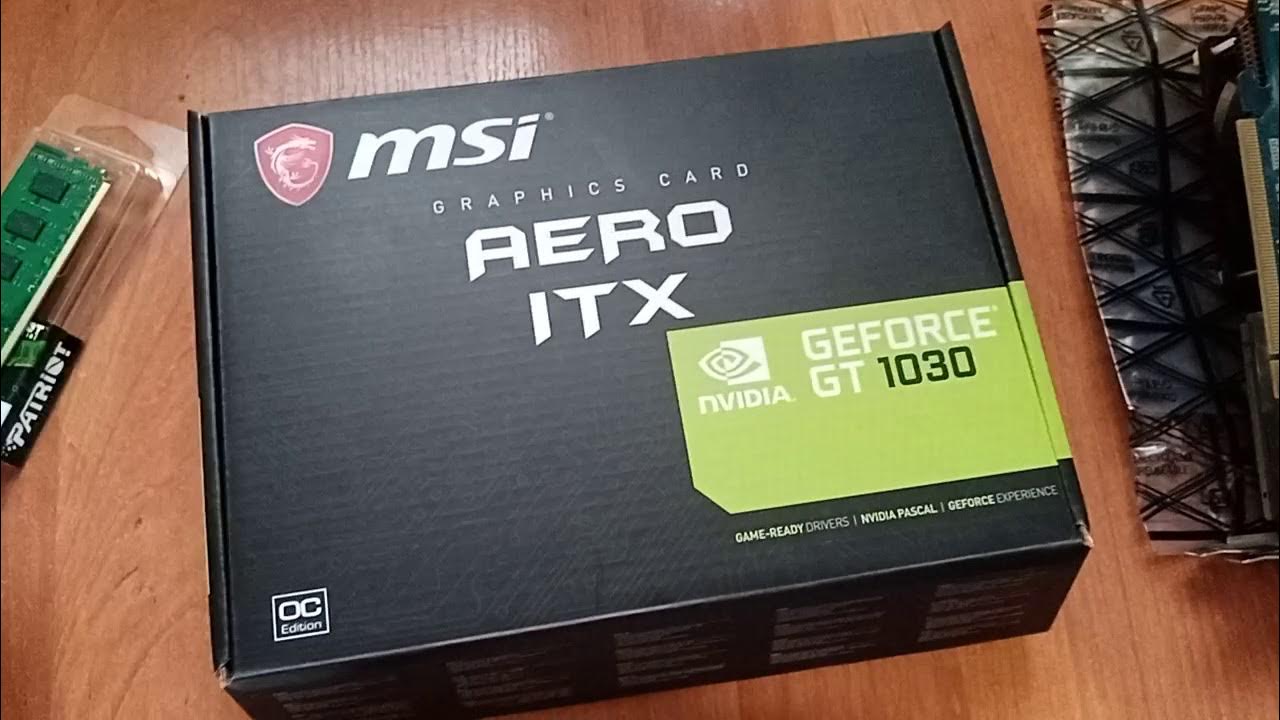 msi®
GRAPHICS CARD
AERO
ITX
GEFORCE®
GT 1030
NVIDIA.
GAME-READY DRIVERS | NVIDIA PASCAL | GEFORCE EXPERIENCE
OC
Edition
PATRIOT